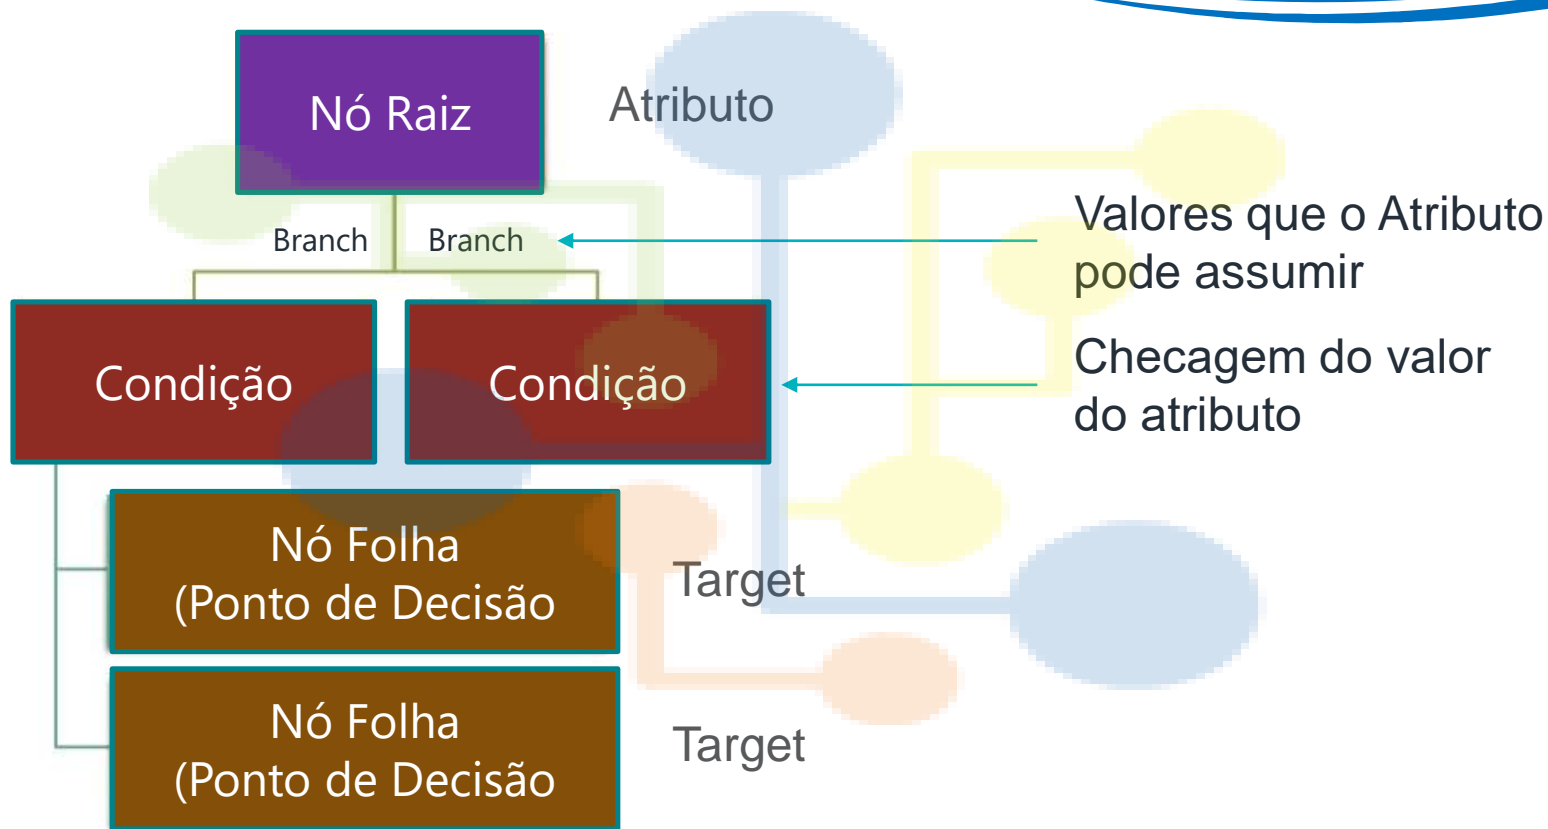 Nó Raiz
Atributo
Branch
Branch
Valores que o Atributo
pode assumir
Condição
Condição
Checagem do valor
do atributo
Nó Folha
(Ponto de Decisão
Target
Nó Folha
(Ponto de Decisão
Target